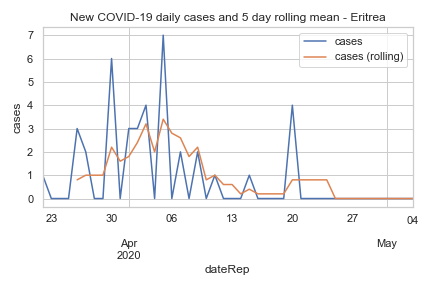 New COVID-19 daily cases and 5 day rolling mean - Eritrea
cases
cases (rolling)
7
6
5
4
3
2
1
0
cases
23 30 06 13 20 27 04
Apr May
2020
dateRep